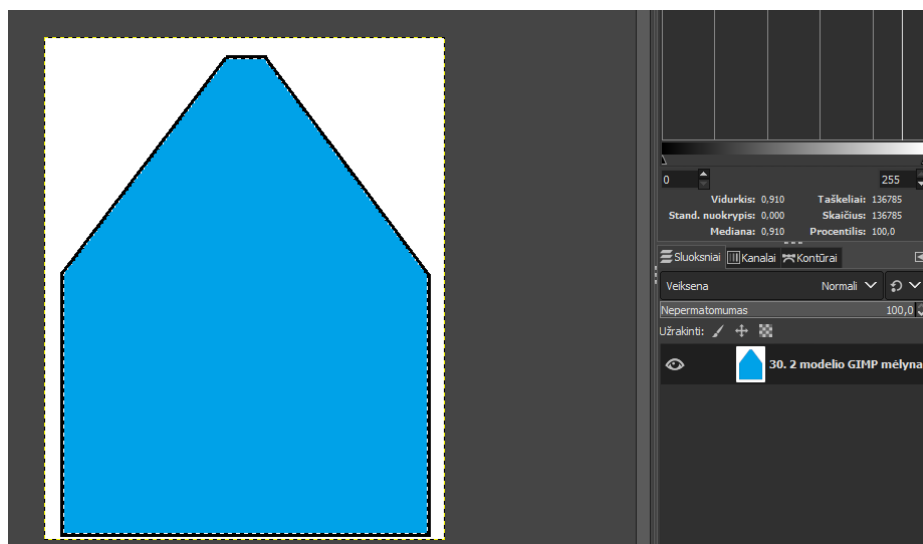 0
255
Vidurkis: 0,910 Taškeliai: 136785
Stand. nuokrypis: 0,000 Skaičius: 136785
Mediana: 0,910 Procentilis: 100,0
Sluoksniai Kanalai Kontūrai
Veiksena Normali
Nepermatomumas 100,0
Užrakinti:
30. 2 modelio GIMP mėlyna